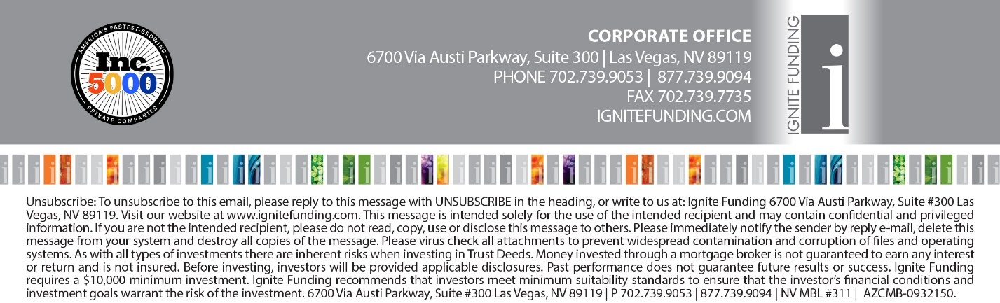 AMERICA'S FASTEST-GROWING
Inc.
5000
PRIVATE COMPANIES
CORPORATE OFFICE
6700 Via Austi Parkway, Suite 300 | Las Vegas, NV 89119
PHONE 702.739.9053 | 877.739.9094
FAX 702.739.7735
IGNITEFUNDING.COM
IGNITE FUNDING
i
Unsubscribe: To unsubscribe to this email, please reply to this message with UNSUBSCRIBE in the heading, or write to us at: Ignite Funding 6700 Via Austi Parkway, Suite #300 Las
Vegas, NV 89119. Visit our website at www.ignitefunding.com. This message is intended solely for the use of the intended recipient and may contain confidential and privileged
information. If you are not the intended recipient, please do not read, copy, use or disclose this message to others. Please immediately notify the sender by reply e-mail, delete this
message from your system and destroy all copies of the message. Please virus check all attachments to prevent widespread contamination and corruption of files and operating
systems. As with all types of investments there are inherent risks when investing in Trust Deeds. Money invested through a mortgage broker is not guaranteed to earn any interest
or return and is not insured. Before investing, investors will be provided applicable disclosures. Past performance does not guarantee future results or success. Ignite Funding
requires a $10,000 minimum investment. Ignite Funding recommends that investors meet minimum suitability standards to ensure that the investor's financial conditions and
investment goals warrant the risk of the investment. 6700 Via Austi Parkway, Suite #300 Las Vegas, NV 89119 | P 702.739.9053 | 877.739.9094 | NV MBL #311 | AZCMB-0932150.